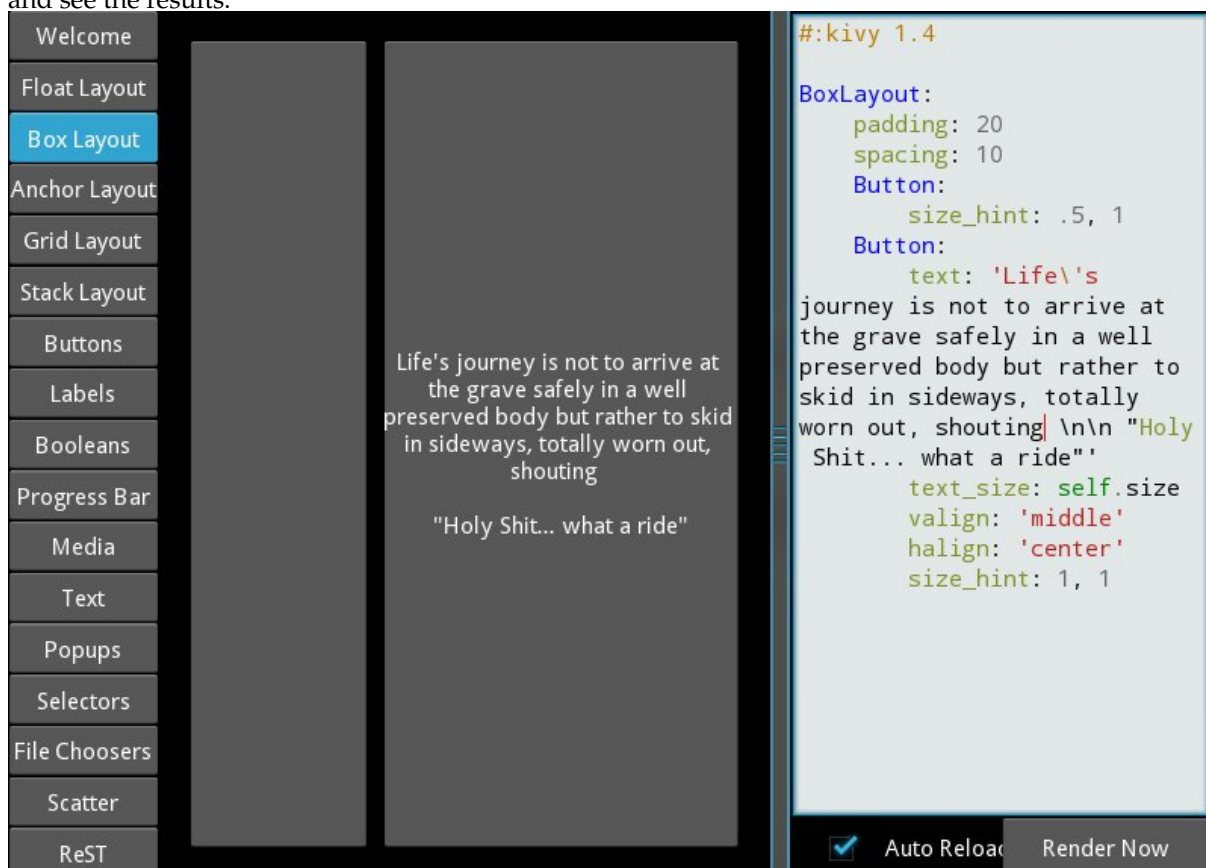 and see the results.
Welcome
Float Layout
Box Layout
Anchor Layout
Grid Layout
Stack Layout
Buttons
Labels
Booleans
Progress Bar
Media
Text
Popups
Selectors
File Choosers
Scatter
ReST
Life's journey is not to arrive at
the grave safely in a well
preserved body but rather to skid
in sideways, totally worn out,
shouting
"Holy Shit... what a ride"
#:kivy 1.4
BoxLayout:
    padding: 20
    spacing: 10
    Button:
        size_hint: .5, 1
    Button:
        text: 'Life\'s
journey is not to arrive at
the grave safely in a well
preserved body but rather to
skid in sideways, totally
worn out, shouting \n\n "Holy
 Shit... what a ride"'
        text_size: self.size
        valign: 'middle'
        halign: 'center'
        size_hint: 1, 1
Auto Reload
Render Now